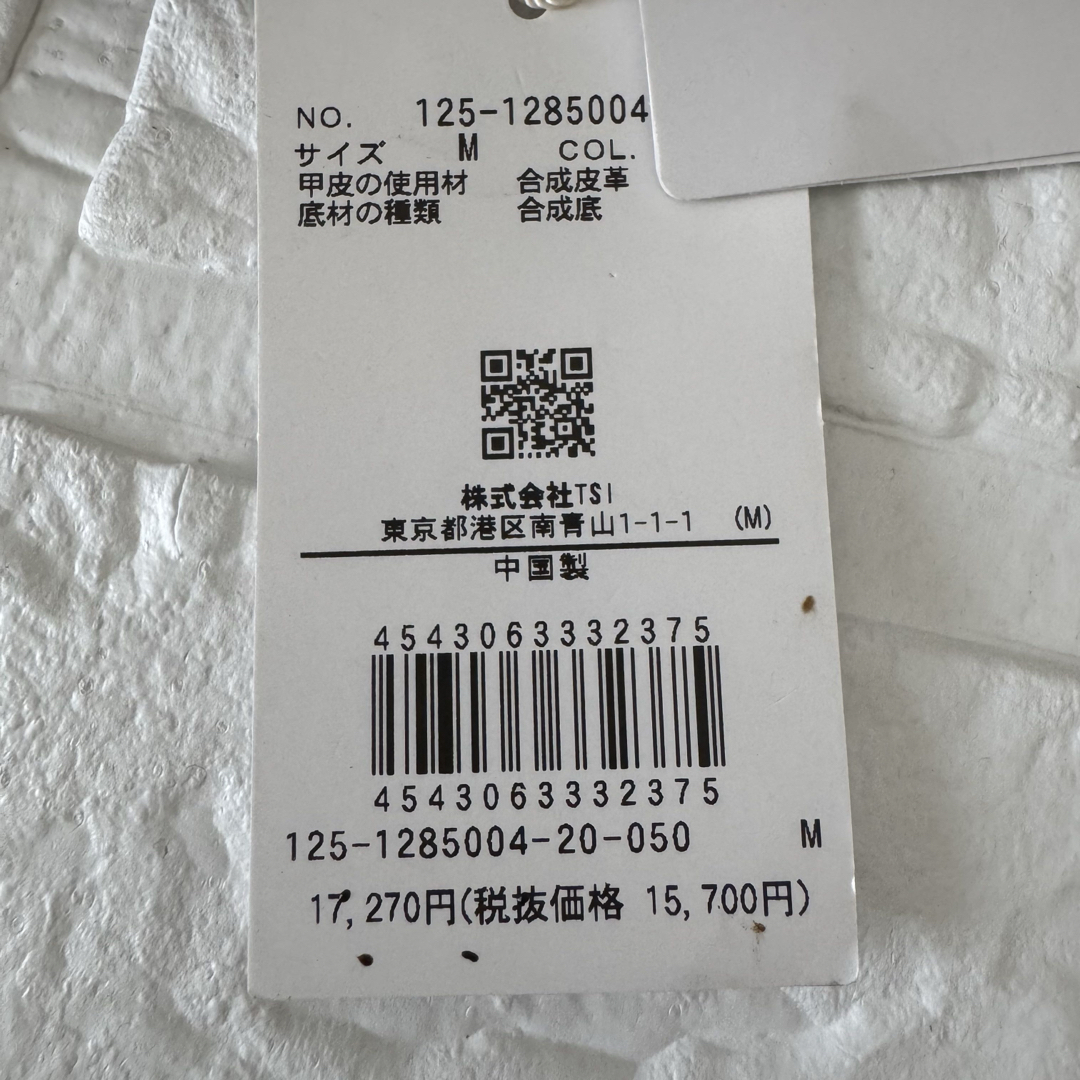 NO. 125-1285004
サイズ M COL.
甲皮の使用材 合成皮革
底材の種類 合成底
株式会社TSI
東京都港区南青山1-1-1 (M)
中国製
4543063332375
4543063332375
125-1285004-20-050 M
17,270円(税抜価格 15,700円)